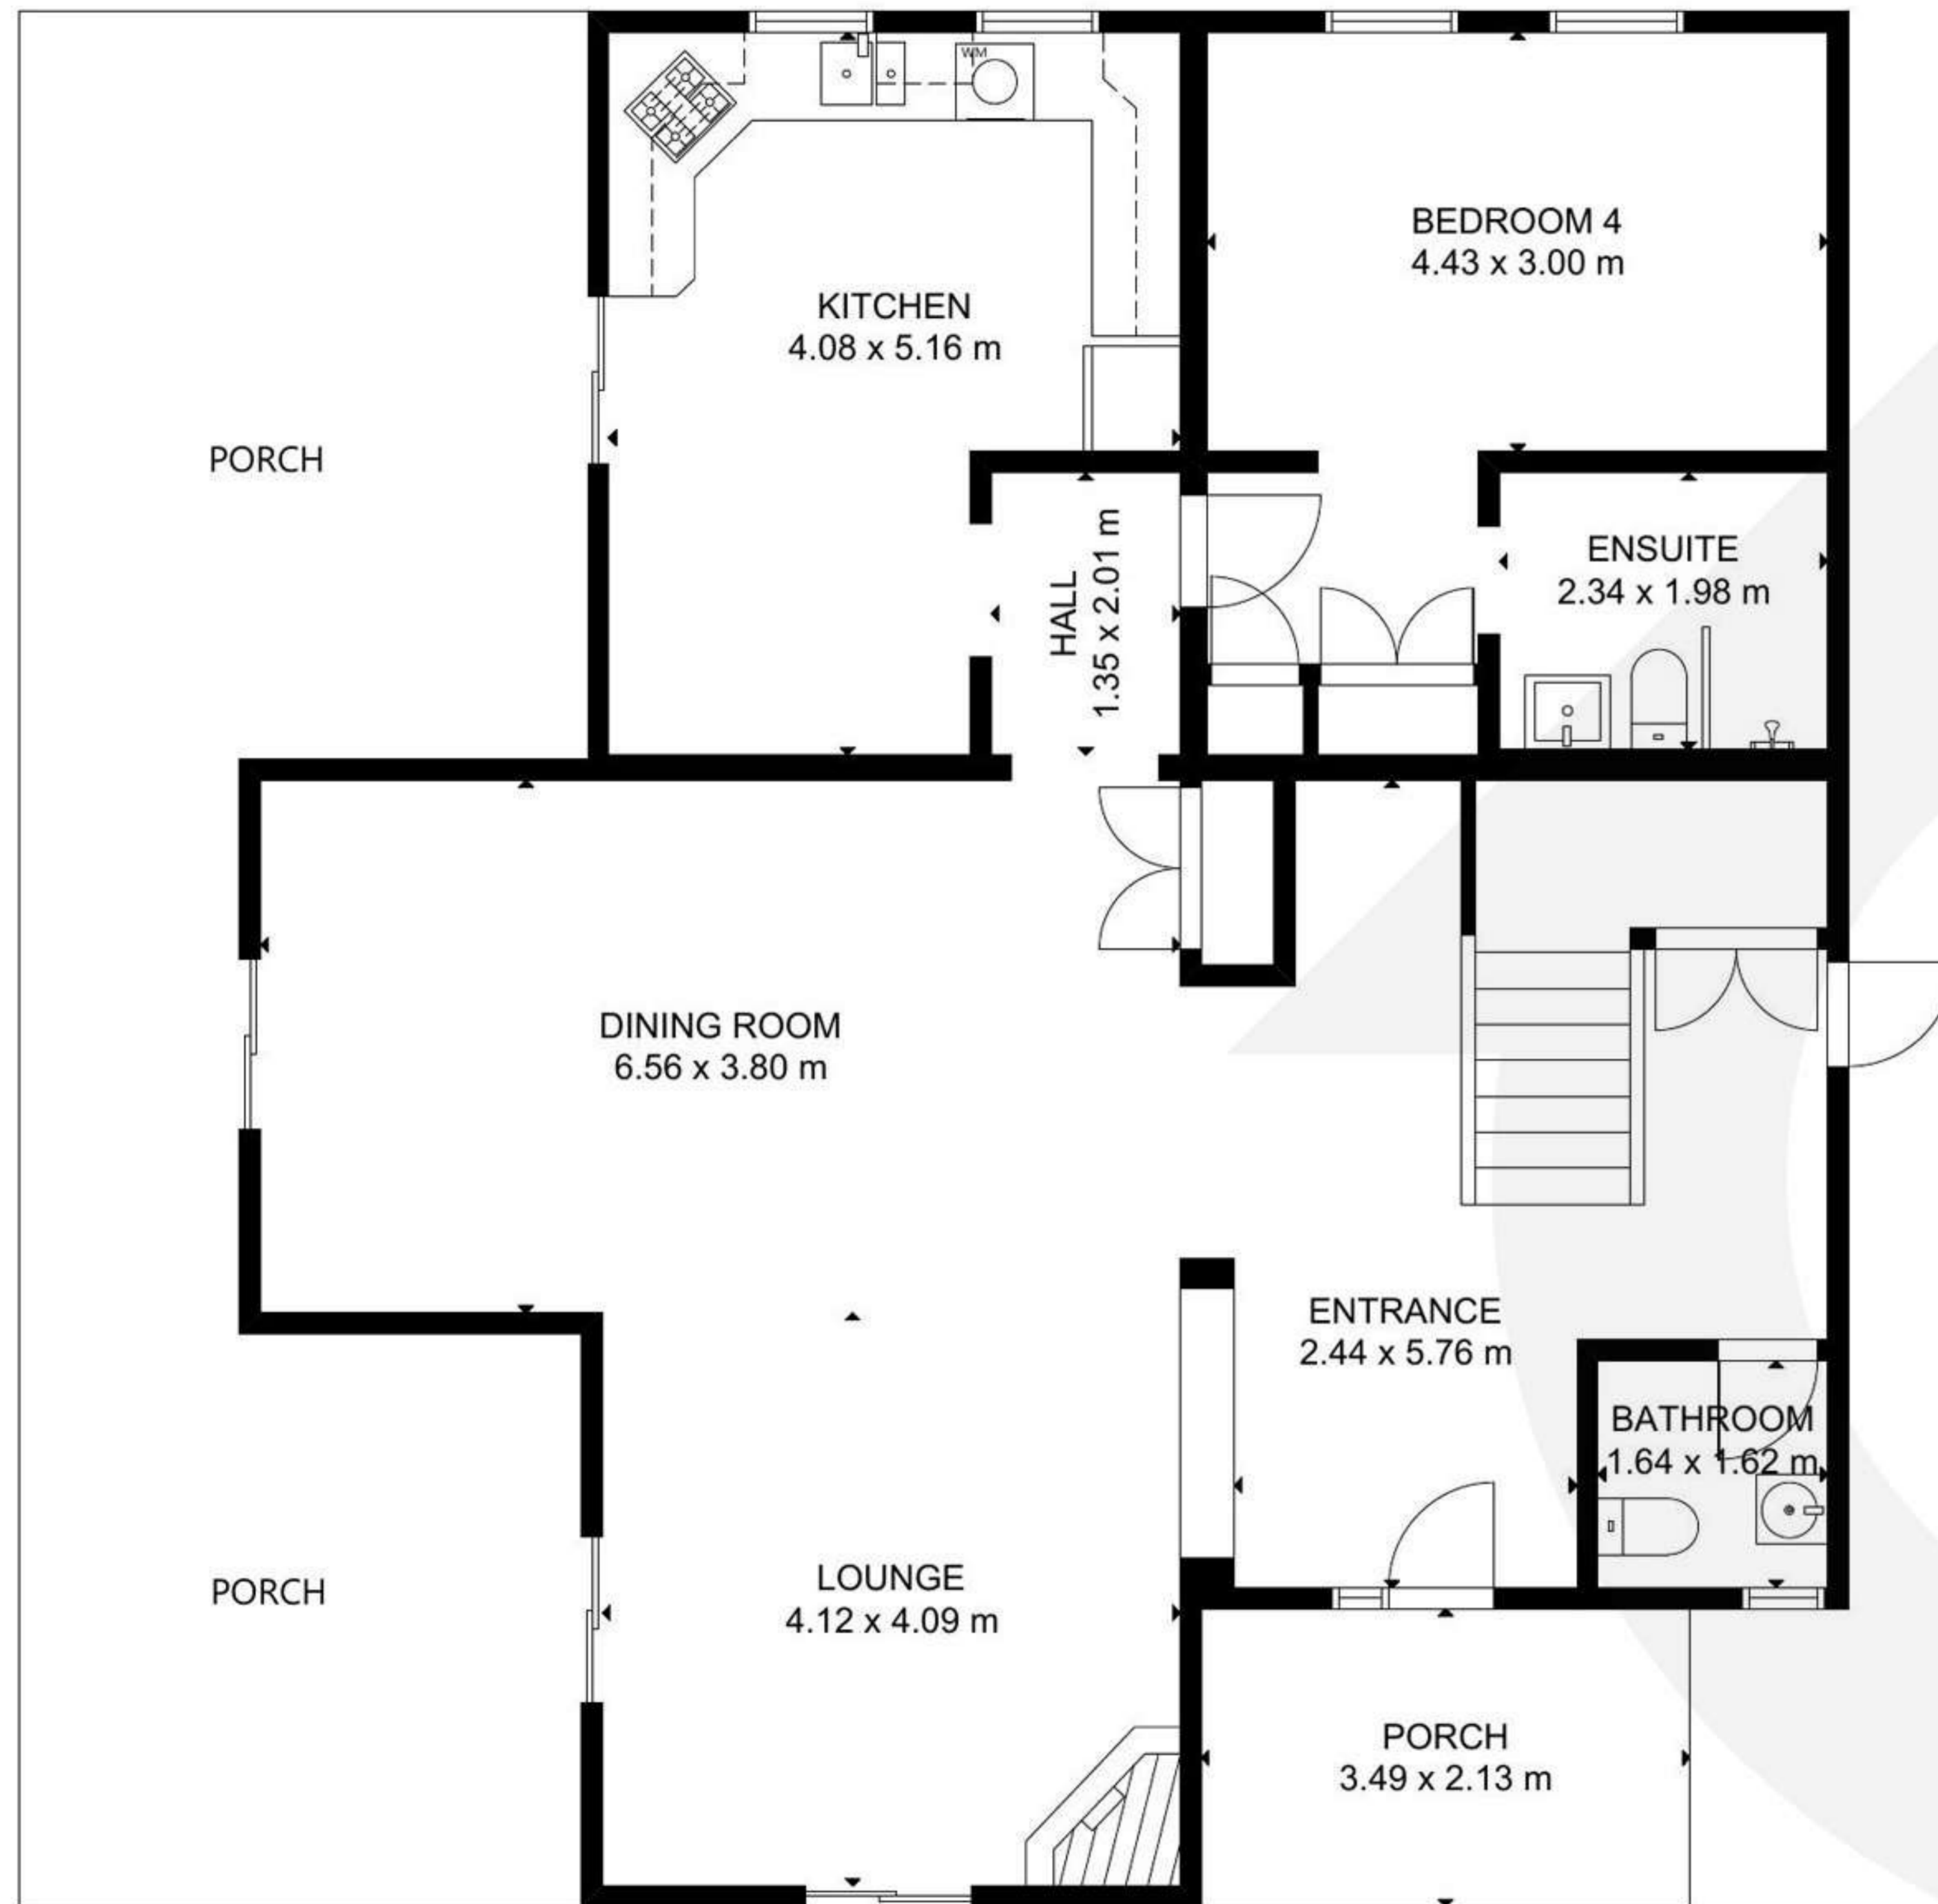 WM
BEDROOM 4
4.43 x 3.00 m
KITCHEN
4.08 x 5.16 m
PORCH
HALL
1.35 x 2.01 m
ENSUITE
2.34 x 1.98 m
DINING ROOM
6.56 x 3.80 m
ENTRANCE
2.44 x 5.76 m
BATHROOM
1.64 x 1.62 m
PORCH
LOUNGE
4.12 x 4.09 m
PORCH
3.49 x 2.13 m